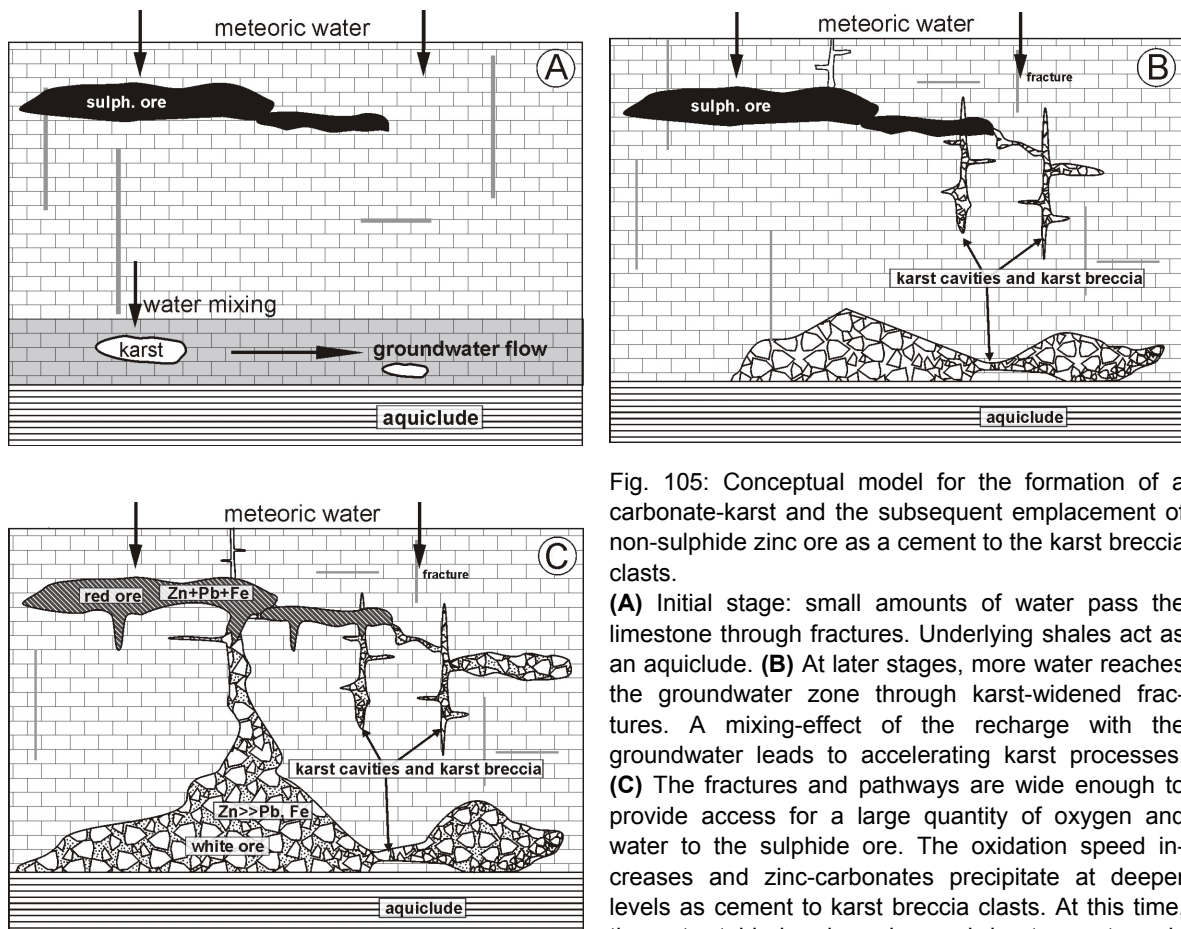 meteoric water
A
sulph. ore
water mixing
karst
groundwater flow
aquiclude
meteoric water
B
fracture
sulph. ore
karst cavities and karst breccia
aquiclude
meteoric water
C
fracture
red ore
Zn+Pb+Fe
karst cavities and karst breccia
Zn>>Pb, Fe
white ore
aquiclude
Fig. 105: Conceptual model for the formation of a
carbonate-karst and the subsequent emplacement of
non-sulphide zinc ore as a cement to the karst breccia
clasts.
(A) Initial stage: small amounts of water pass the
limestone through fractures. Underlying shales act as
an aquiclude. (B) At later stages, more water reaches
the groundwater zone through karst-widened frac-
tures. A mixing-effect of the recharge with the
groundwater leads to accelerating karst processes
(C) The fractures and pathways are wide enough to
provide access for a large quantity of oxygen and
water to the sulphide ore. The oxidation speed in-
creases and zinc-carbonates precipitate at deeper
levels as cement to karst breccia clasts. At this time,